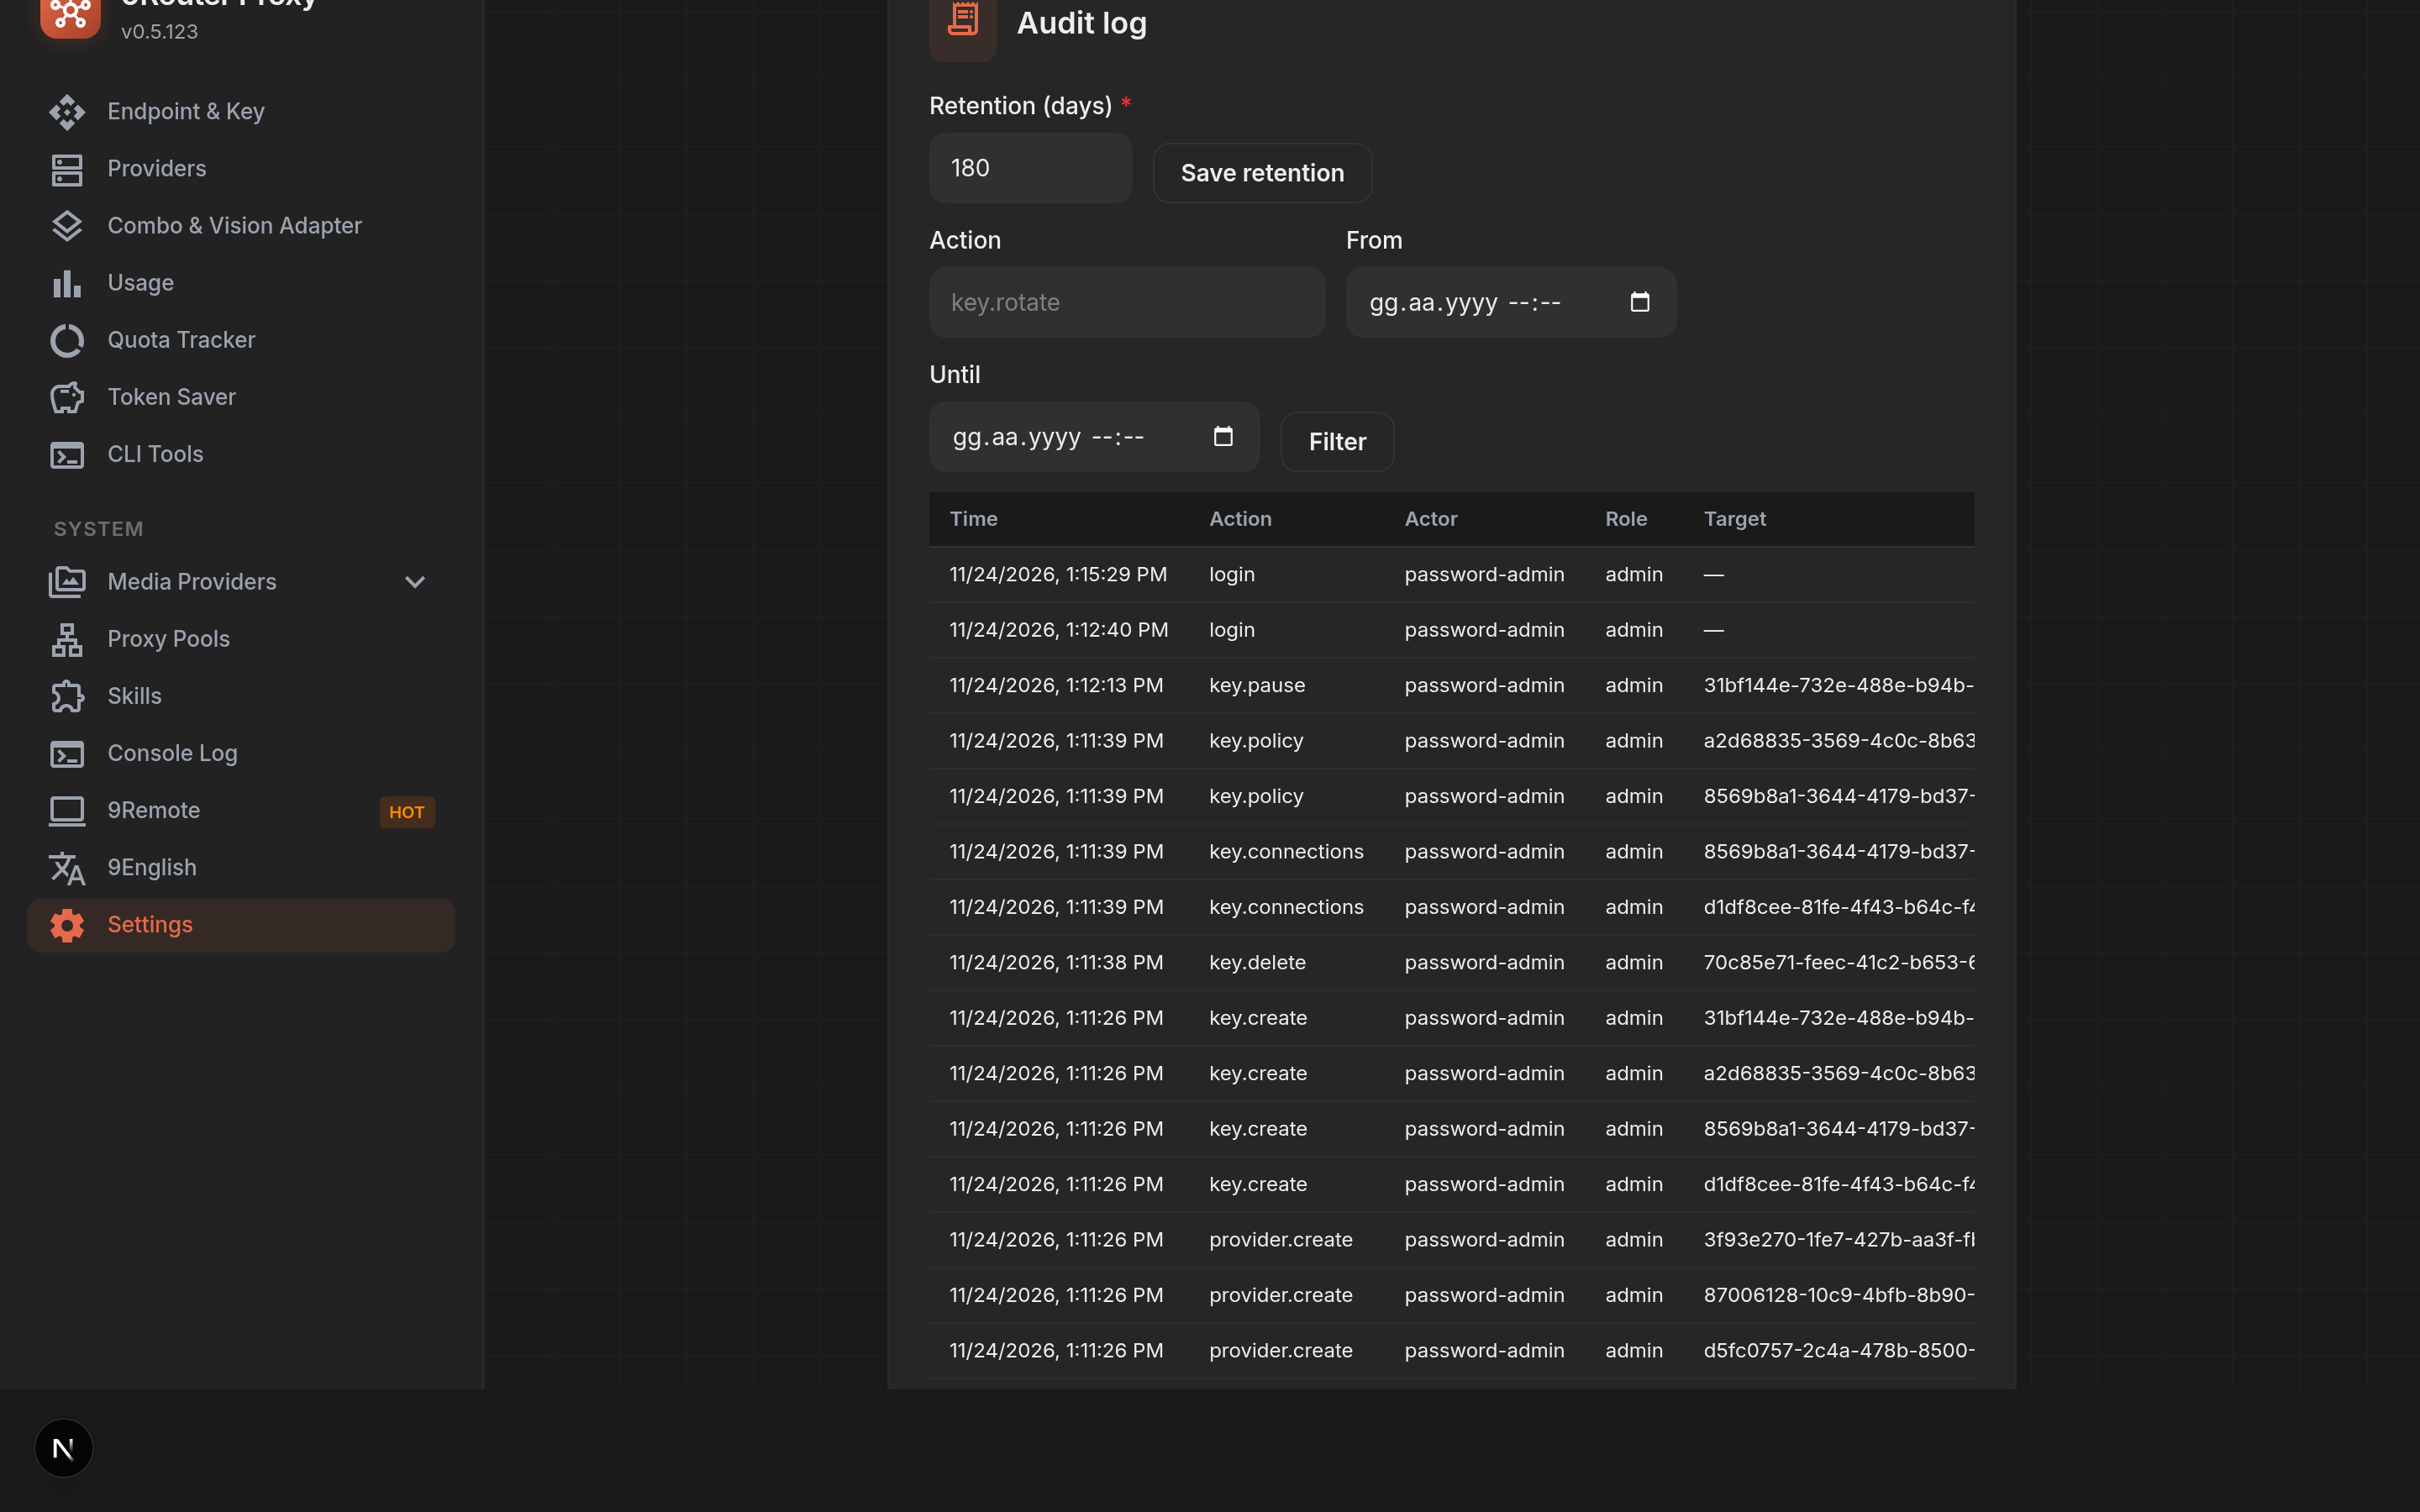 v0.5.123
Endpoint & Key
Providers
Combo & Vision Adapter
Usage
Quota Tracker
Token Saver
CLI Tools
SYSTEM
Media Providers
Proxy Pools
Skills
Console Log
9Remote HOT
9English
Settings
Audit log
Retention (days) *
180 Save retention
Action From
key.rotate gg.aa.yyyy --:--
Until
gg.aa.yyyy --:-- Filter
Time Action Actor Role Target
11/24/2026, 1:15:29 PM login password-admin admin —
11/24/2026, 1:12:40 PM login password-admin admin —
11/24/2026, 1:12:13 PM key.pause password-admin admin 31bf144e-732e-488e-b94b-
11/24/2026, 1:11:39 PM key.policy password-admin admin a2d68835-3569-4c0c-8b63
11/24/2026, 1:11:39 PM key.policy password-admin admin 8569b8a1-3644-4179-bd37-
11/24/2026, 1:11:39 PM key.connections password-admin admin 8569b8a1-3644-4179-bd37-
11/24/2026, 1:11:39 PM key.connections password-admin admin d1df8cee-81fe-4f43-b64c-f4
11/24/2026, 1:11:38 PM key.delete password-admin admin 70c85e71-feec-41c2-b653-6
11/24/2026, 1:11:26 PM key.create password-admin admin 31bf144e-732e-488e-b94b-
11/24/2026, 1:11:26 PM key.create password-admin admin a2d68835-3569-4c0c-8b63
11/24/2026, 1:11:26 PM key.create password-admin admin 8569b8a1-3644-4179-bd37-
11/24/2026, 1:11:26 PM key.create password-admin admin d1df8cee-81fe-4f43-b64c-f4
11/24/2026, 1:11:26 PM provider.create password-admin admin 3f93e270-1fe7-427b-aa3f-f
11/24/2026, 1:11:26 PM provider.create password-admin admin 87006128-10c9-4bfb-8b90-
11/24/2026, 1:11:26 PM provider.create password-admin admin d5fc0757-2c4a-478b-8500-
N